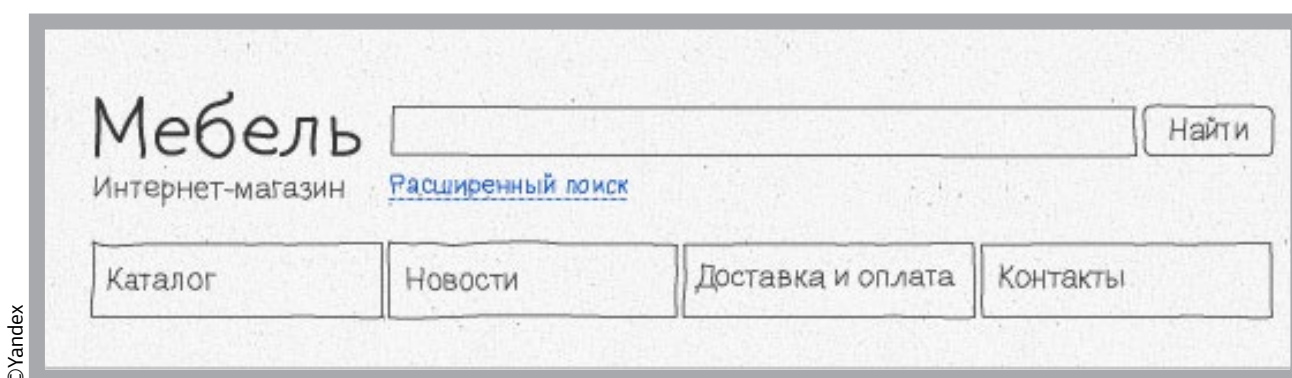 Мебель
Найти
Интернет-магазин
Расширенный поиск
Каталог
Новости
Доставка и оплата
Контакты
©Yandex